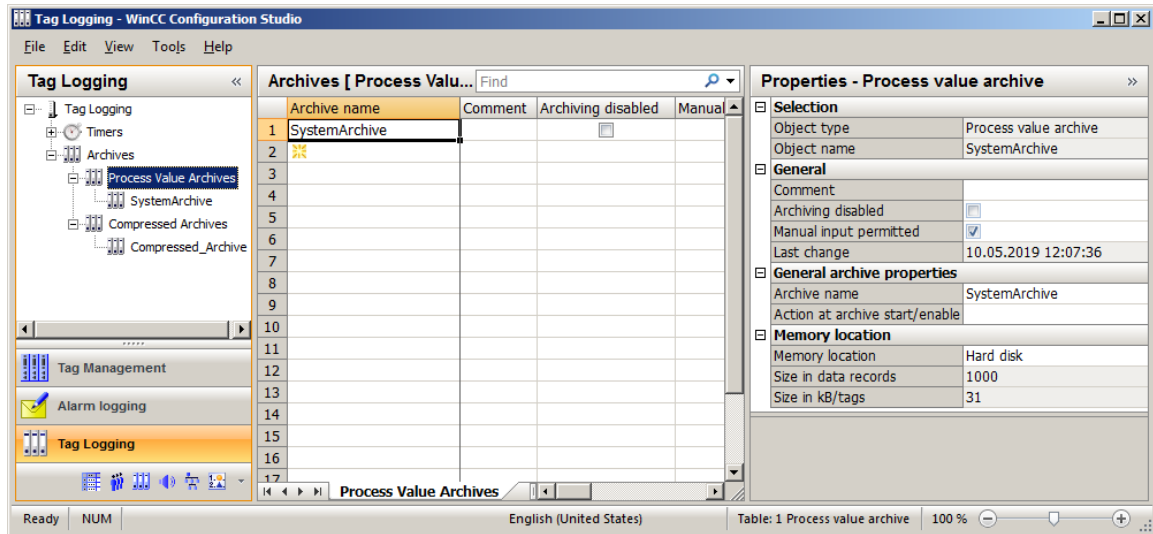 Tag Logging - WinCC Configuration Studio
File Edit View Tools Help
Tag Logging «
Tag Logging
Timers
Archives
Process Value Archives
SystemArchive
Compressed Archives
Compressed_Archive
Tag Management
Alarm logging
Tag Logging
Archives [ Process Valu... Find
Archive name Comment Archiving disabled Manual
1 SystemArchive
2
3
4
5
6
7
8
9
10
11
12
13
14
15
16
17
Process Value Archives
Properties - Process value archive »
Selection
Object type Process value archive
Object name SystemArchive
General
Comment
Archiving disabled
Manual input permitted
Last change 10.05.2019 12:07:36
General archive properties
Archive name SystemArchive
Action at archive start/enable
Memory location
Memory location Hard disk
Size in data records 1000
Size in kB/tags 31
Ready NUM English (United States) Table: 1 Process value archive 100 %